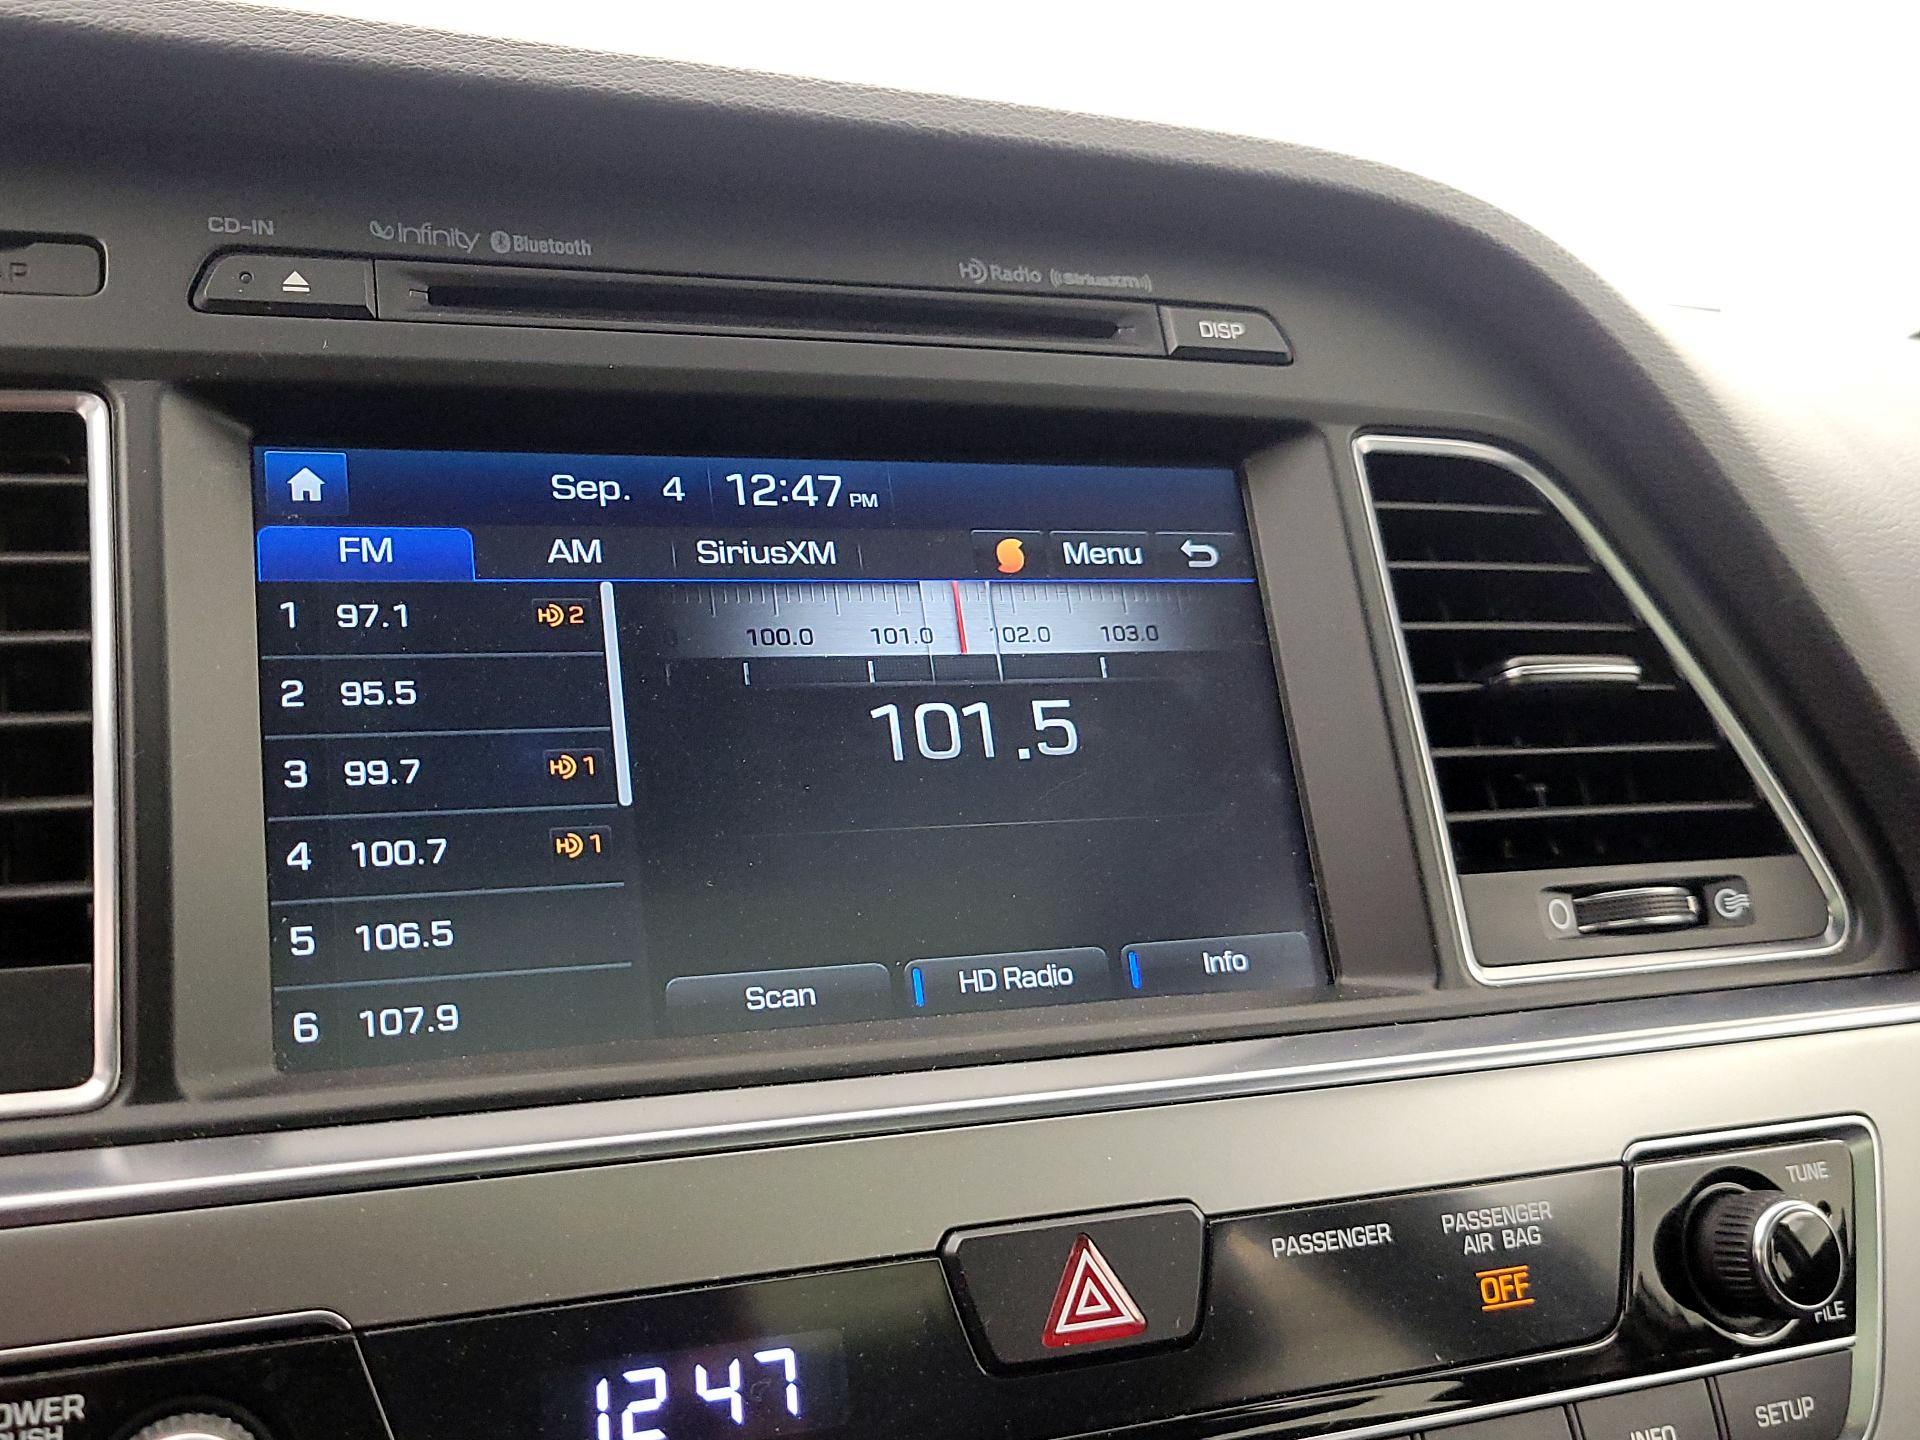 CD-IN
Infinity Bluetooth
HD Radio ((SiriusXM))
DISP
Sep. 4 12:47 PM
FM AM SiriusXM Menu
1 97.1 HD 2
2 95.5
3 99.7 HD 1
4 100.7 HD 1
5 106.5
6 107.9
100.0 101.0 102.0 103.0
101.5
Scan HD Radio Info
TUNE
FILE
PASSENGER
PASSENGER
AIR BAG
OFF
12 47
INFO
SETUP